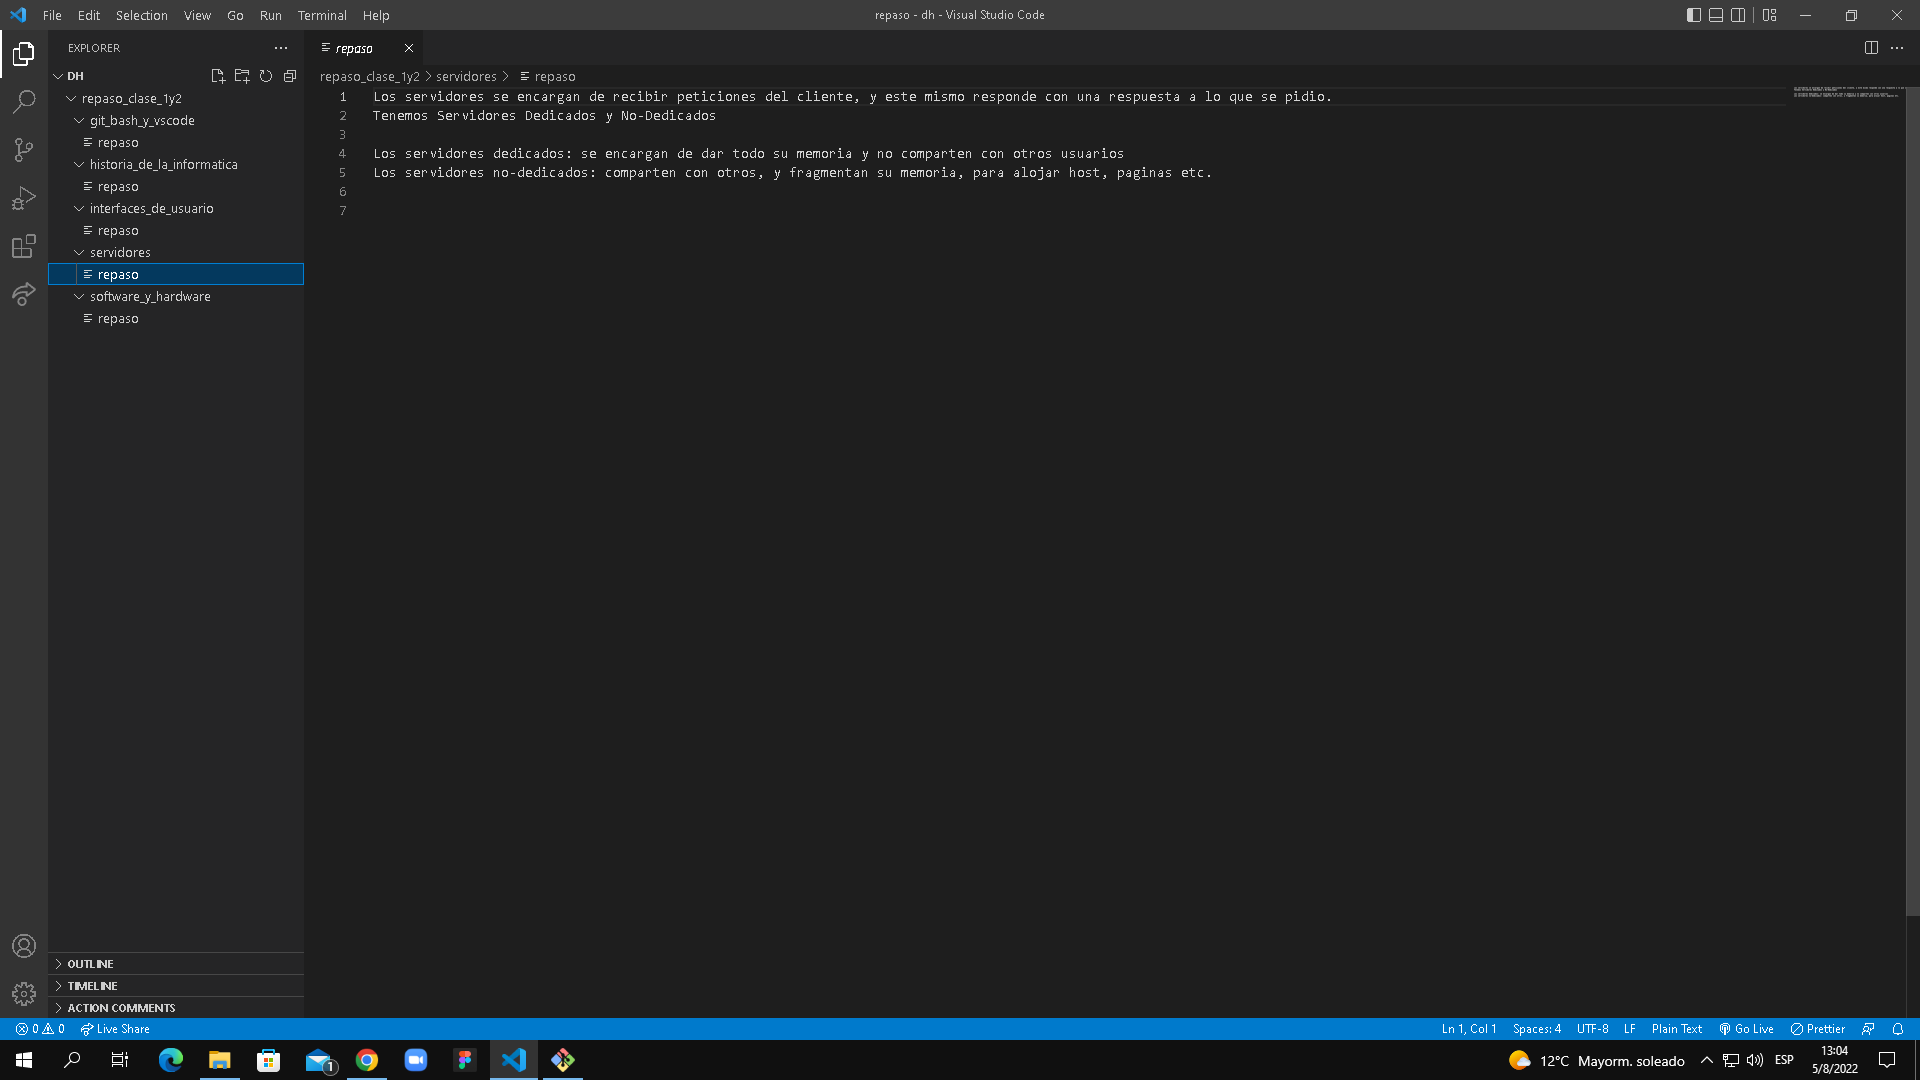 File Edit Selection View Go Run Terminal Help
repaso - dh - Visual Studio Code
EXPLORER
DH
repaso_clase_1y2
git_bash_y_vscode
repaso
historia_de_la_informatica
repaso
interfaces_de_usuario
repaso
servidores
repaso
software_y_hardware
repaso
OUTLINE
TIMELINE
ACTION COMMENTS
repaso
repaso_clase_1y2 > servidores > repaso
1 Los servidores se encargan de recibir peticiones del cliente, y este mismo responde con una respuesta a lo que se pidio.
2 Tenemos Servidores Dedicados y No-Dedicados
3
4 Los servidores dedicados: se encargan de dar todo su memoria y no comparten con otros usuarios
5 Los servidores no-dedicados: comparten con otros, y fragmentan su memoria, para alojar host, paginas etc.
6
7
0 0 Live Share
Ln 1, Col 1 Spaces: 4 UTF-8 LF Plain Text Go Live Prettier
1
12°C Mayorm. soleado ESP
13:04
5/8/2022